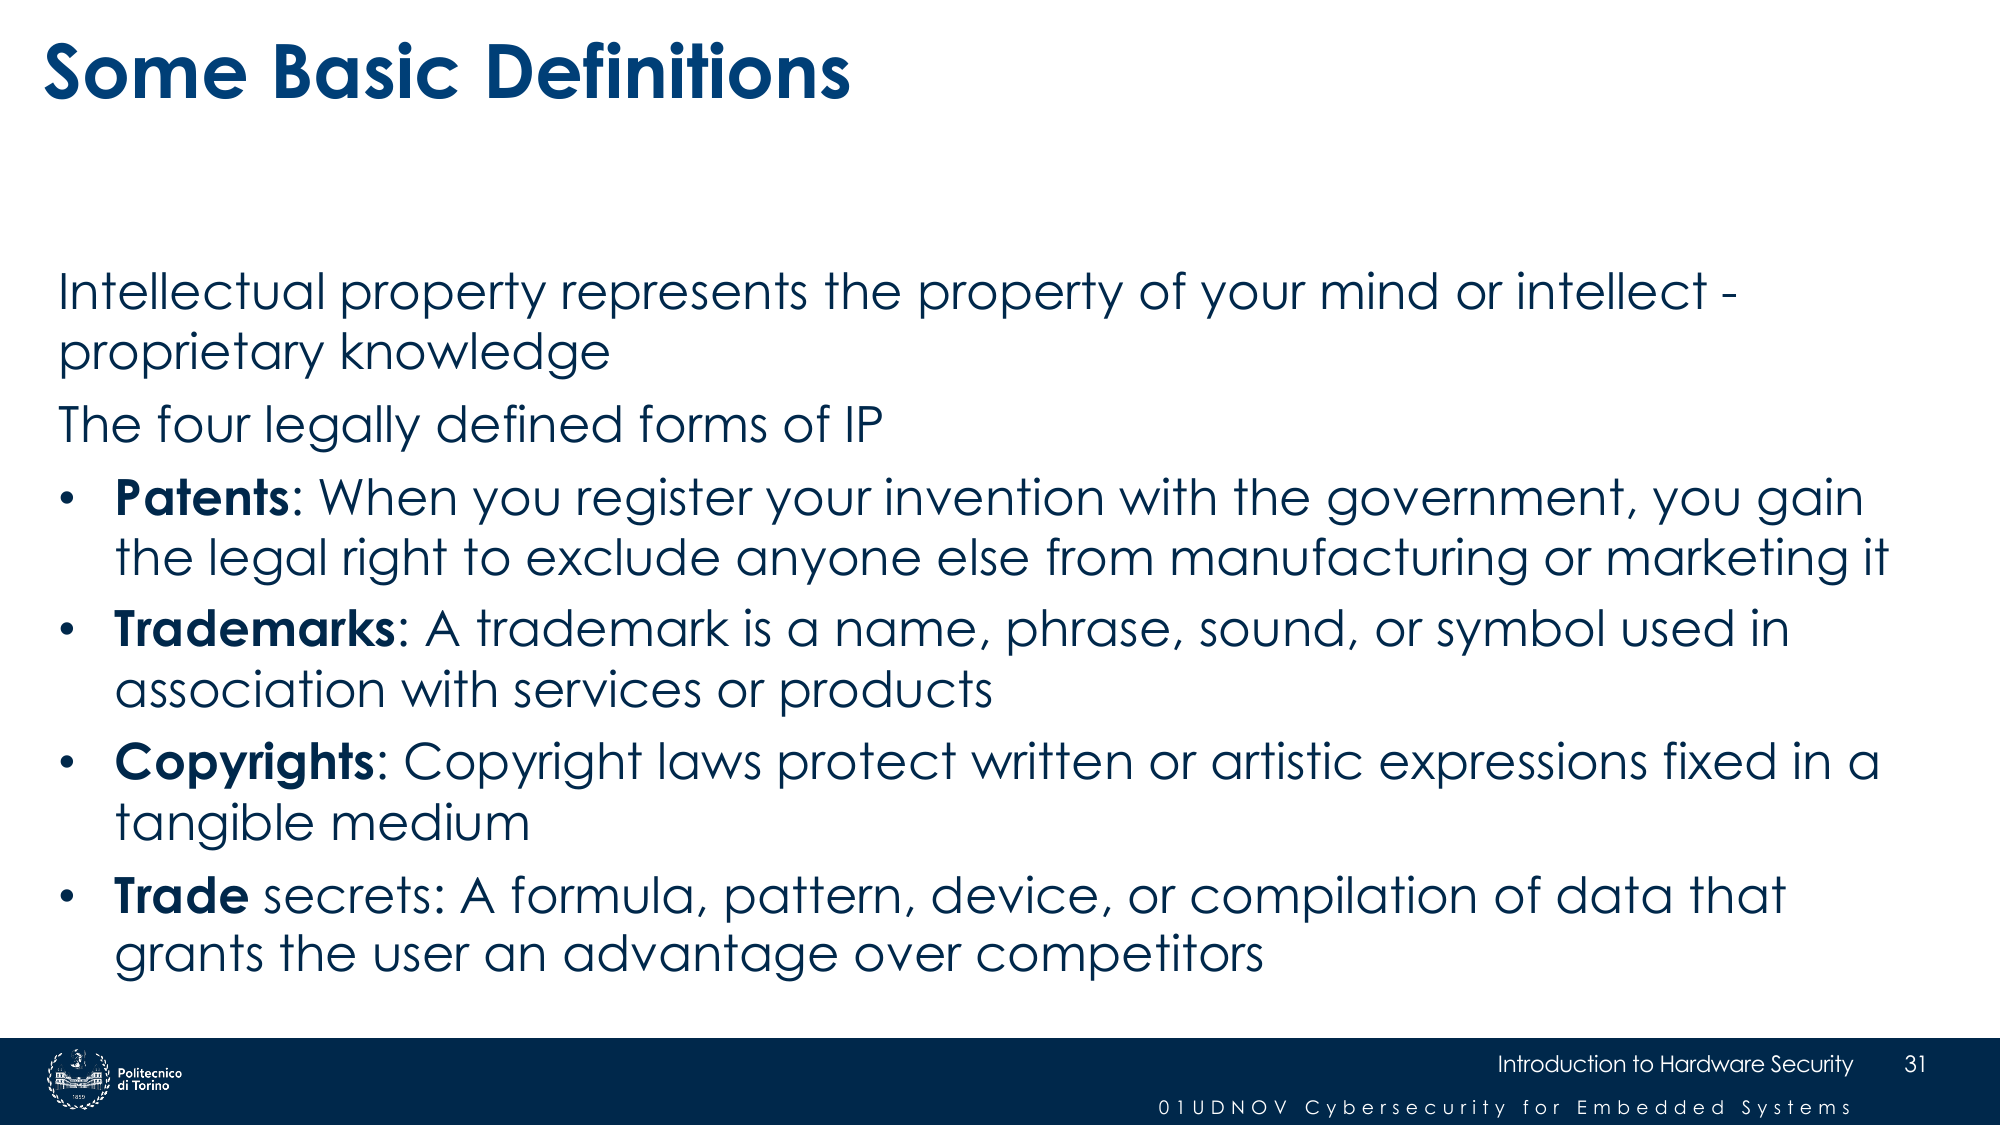 Some Basic Definitions
Intellectual property represents the property of your mind or intellect -
proprietary knowledge
The four legally defined forms of IP
• Patents: When you register your invention with the government, you gain
the legal right to exclude anyone else from manufacturing or marketing it
• Trademarks: A trademark is a name, phrase, sound, or symbol used in
association with services or products
• Copyrights: Copyright laws protect written or artistic expressions fixed in a
tangible medium
• Trade secrets: A formula, pattern, device, or compilation of data that
grants the user an advantage over competitors
1859
Politecnico
di Torino
Introduction to Hardware Security 31
01UDNOV Cybersecurity for Embedded Systems